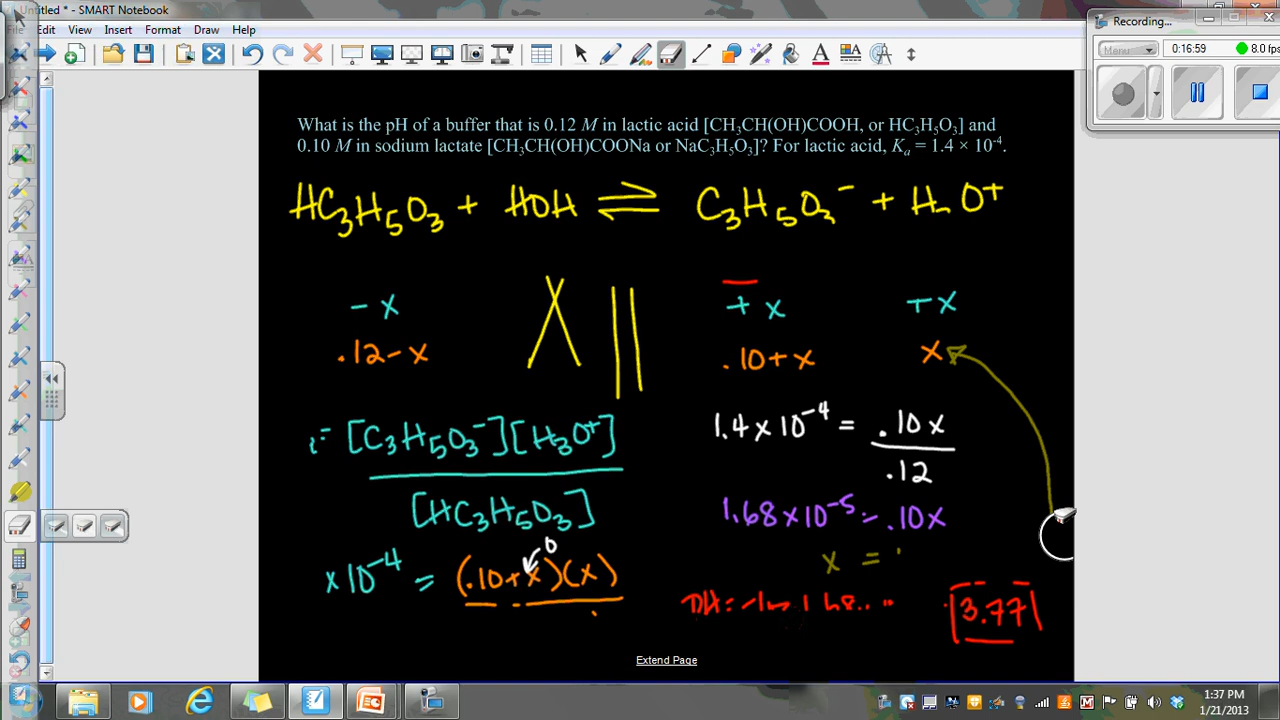 Untitled * - SMART Notebook
Edit View Insert Format Tools Draw Help
Recording...
Menu
0:16:59
8.0 fps
What is the pH of a buffer that is 0.12 M in lactic acid [CH₃CH(OH)COOH, or HC₃H₅O₃] and
0.10 M in sodium lactate [CH₃CH(OH)COONa or NaC₃H₅O₃]? For lactic acid, Kₐ = 1.4 × 10⁻⁴.
HC₃H₅O₃ + HOH ⇌ C₃H₅O₃⁻ + H O⁺
- x + x + x
.12 - x .10 + x x
= [C₃H₅O₃⁻][H₃O⁺]
[HC₃H₅O₃]
1.4 x 10⁻⁴ = .10x
.12
1.68 x 10⁻⁵ = .10x
x 10⁻⁴ = (.10 + x)(x)
0
x =
pH = 3.77
Extend Page
1:37 PM
1/21/2013